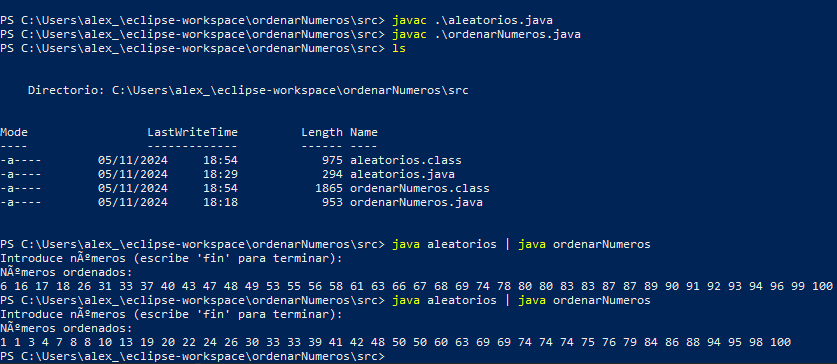 PS C:\Users\alex_\eclipse-workspace\ordenarNumeros\src> javac .\aleatorios.java
PS C:\Users\alex_\eclipse-workspace\ordenarNumeros\src> javac .\ordenarNumeros.java
PS C:\Users\alex_\eclipse-workspace\ordenarNumeros\src> ls
Directorio: C:\Users\alex_\eclipse-workspace\ordenarNumeros\src
Mode LastWriteTime Length Name
---- ------------- ------ ----
-a---- 05/11/2024 18:54 975 aleatorios.class
-a---- 05/11/2024 18:29 294 aleatorios.java
-a---- 05/11/2024 18:54 1865 ordenarNumeros.class
-a---- 05/11/2024 18:18 953 ordenarNumeros.java
PS C:\Users\alex_\eclipse-workspace\ordenarNumeros\src> java aleatorios | java ordenarNumeros
Introduce nÃºmeros (escribe 'fin' para terminar):
NÃºmeros ordenados:
6 16 17 18 26 31 33 37 40 43 47 48 49 53 55 56 58 61 63 66 67 68 69 74 78 80 80 83 83 87 87 89 90 91 92 93 94 96 99 100
PS C:\Users\alex_\eclipse-workspace\ordenarNumeros\src> java aleatorios | java ordenarNumeros
Introduce nÃºmeros (escribe 'fin' para terminar):
NÃºmeros ordenados:
1 1 3 4 7 8 8 10 13 19 20 22 24 26 30 33 33 39 41 42 48 50 50 60 63 69 69 74 74 74 75 76 79 84 86 88 94 95 98 100
PS C:\Users\alex_\eclipse-workspace\ordenarNumeros\src>